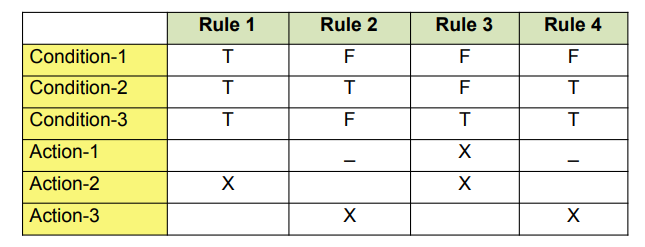 Rule 1 Rule 2 Rule 3 Rule 4
Condition-1 T F F F
Condition-2 T T F T
Condition-3 T F T T
Action-1 _ X _
Action-2 X X
Action-3 X X